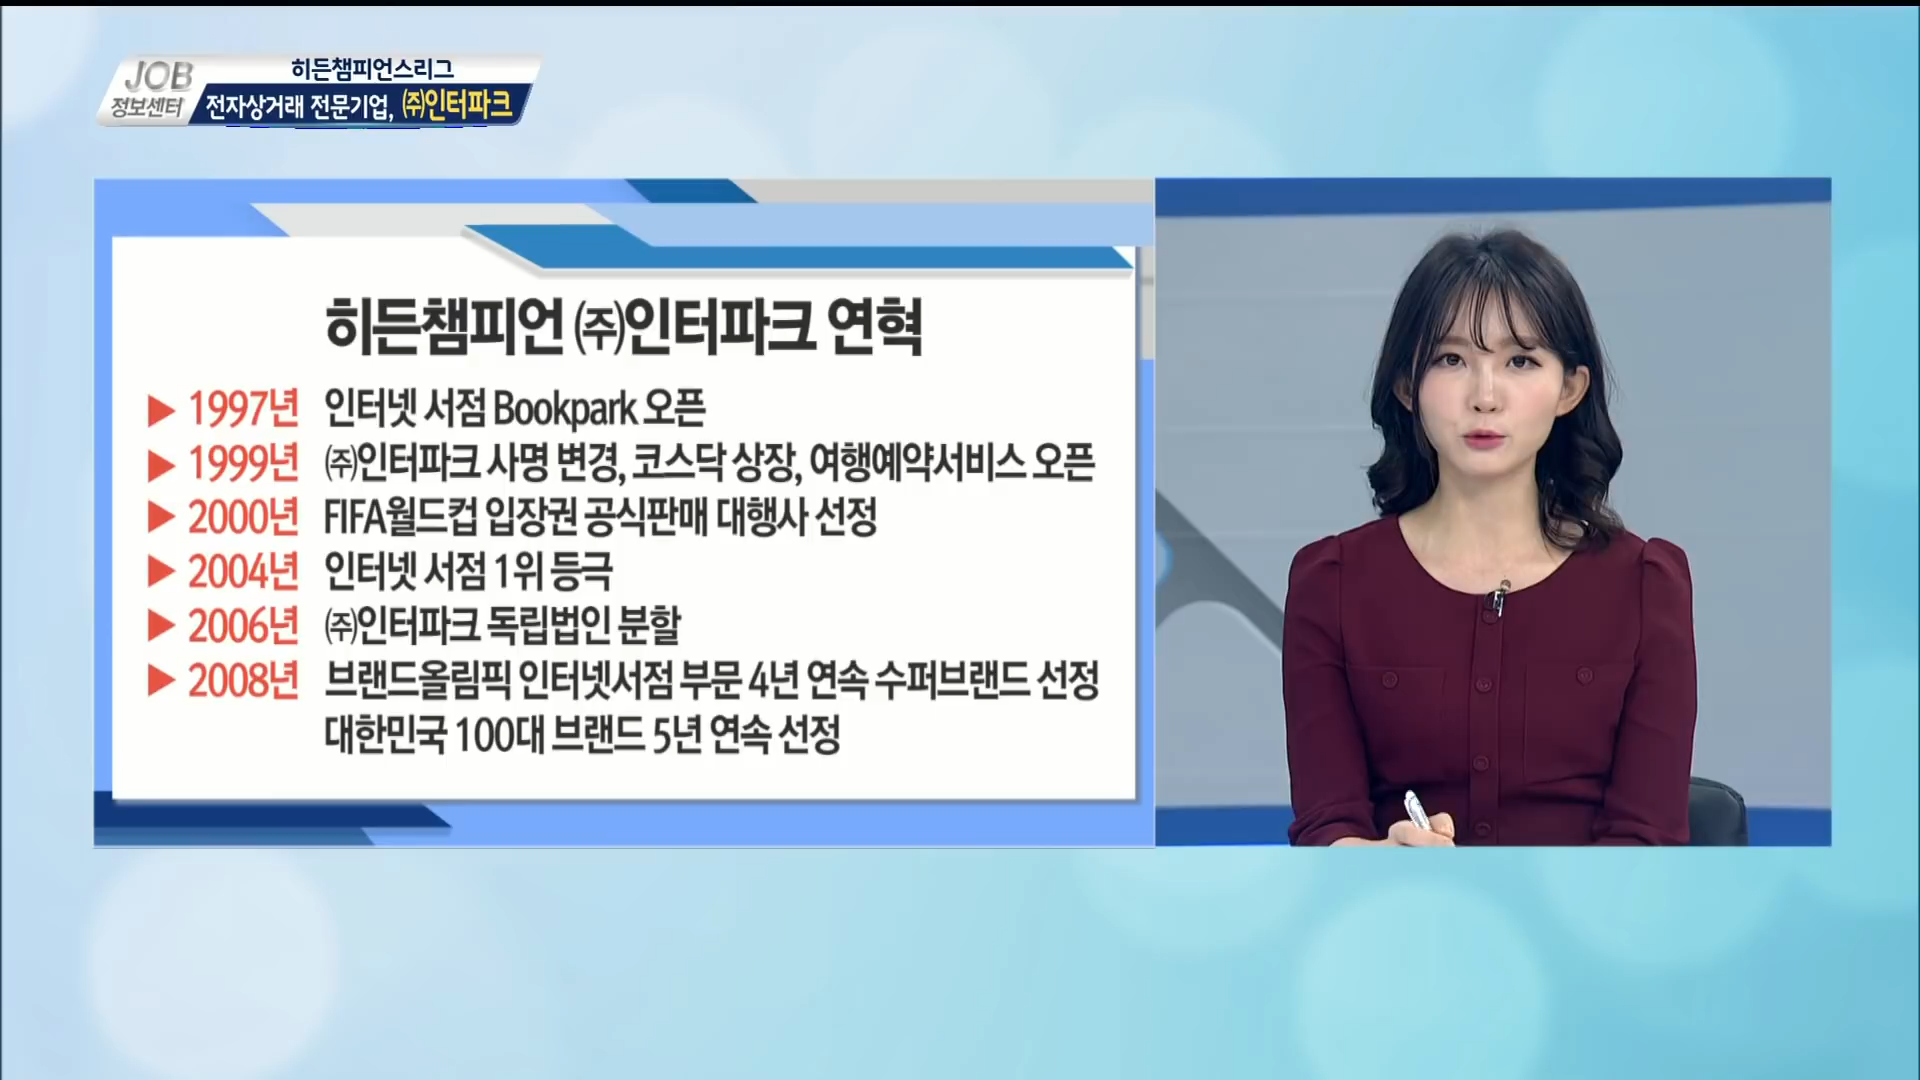 JOB
정보센터
히든챔피언스리그
전자상거래 전문기업, ㈜인터파크
히든챔피언 ㈜인터파크 연혁
▶ 1997년 인터넷 서점 Bookpark 오픈
▶ 1999년 ㈜인터파크 사명 변경, 코스닥 상장, 여행예약서비스 오픈
▶ 2000년 FIFA월드컵 입장권 공식판매 대행사 선정
▶ 2004년 인터넷 서점 1위 등극
▶ 2006년 ㈜인터파크 독립법인 분할
▶ 2008년 브랜드올림픽 인터넷서점 부문 4년 연속 수퍼브랜드 선정
대한민국 100대 브랜드 5년 연속 선정